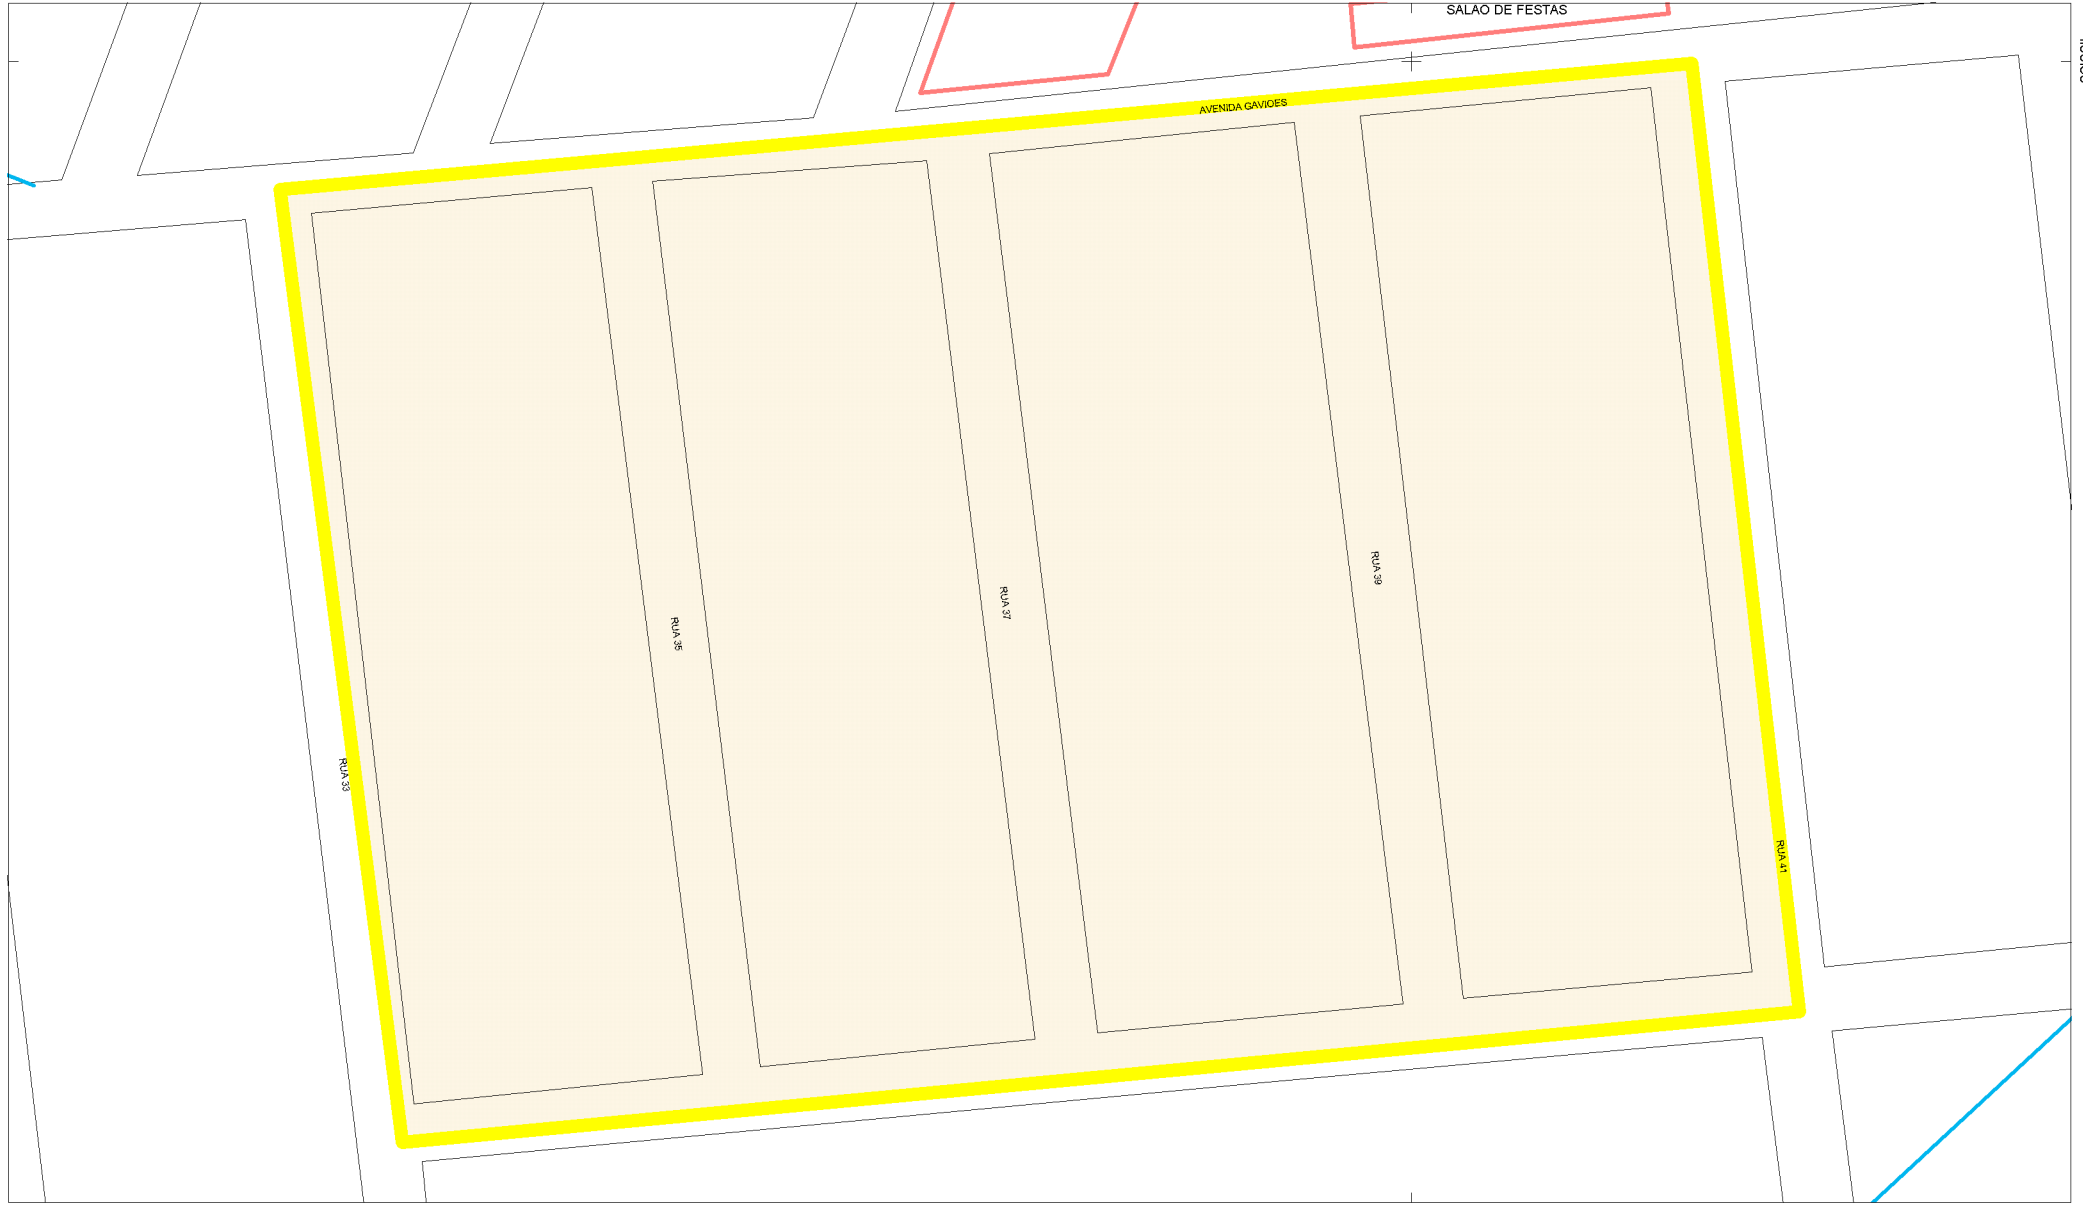 SALAO DE FESTAS
AVENIDA GAVIOES
RUA 39
RUA 37
RUA 35
RUA 33
RUA 41